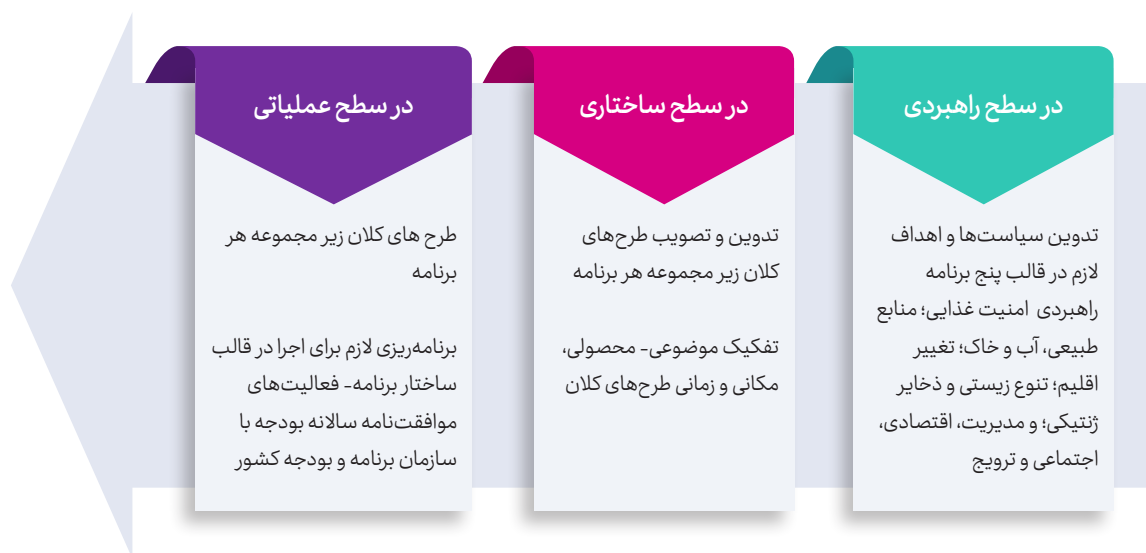 در سطح راهبردی
تدوین سیاست‌ها و اهداف
لازم در قالب پنج برنامه
راهبردی امنیت غذایی؛ منابع
طبیعی، آب و خاک؛ تغییر
اقلیم؛ تنوع زیستی و ذخایر
ژنتیکی؛ و مدیریت، اقتصادی،
اجتماعی و ترویج
در سطح ساختاری
تدوین و تصویب طرح‌های
کلان زیر مجموعه هر برنامه
تفکیک موضوعی- محصولی،
مکانی و زمانی طرح‌های کلان
در سطح عملیاتی
طرح های کلان زیر مجموعه هر
برنامه
برنامه‌ریزی لازم برای اجرا در قالب
ساختار برنامه- فعالیت‌های
موافقت‌نامه سالانه بودجه با
سازمان برنامه و بودجه کشور